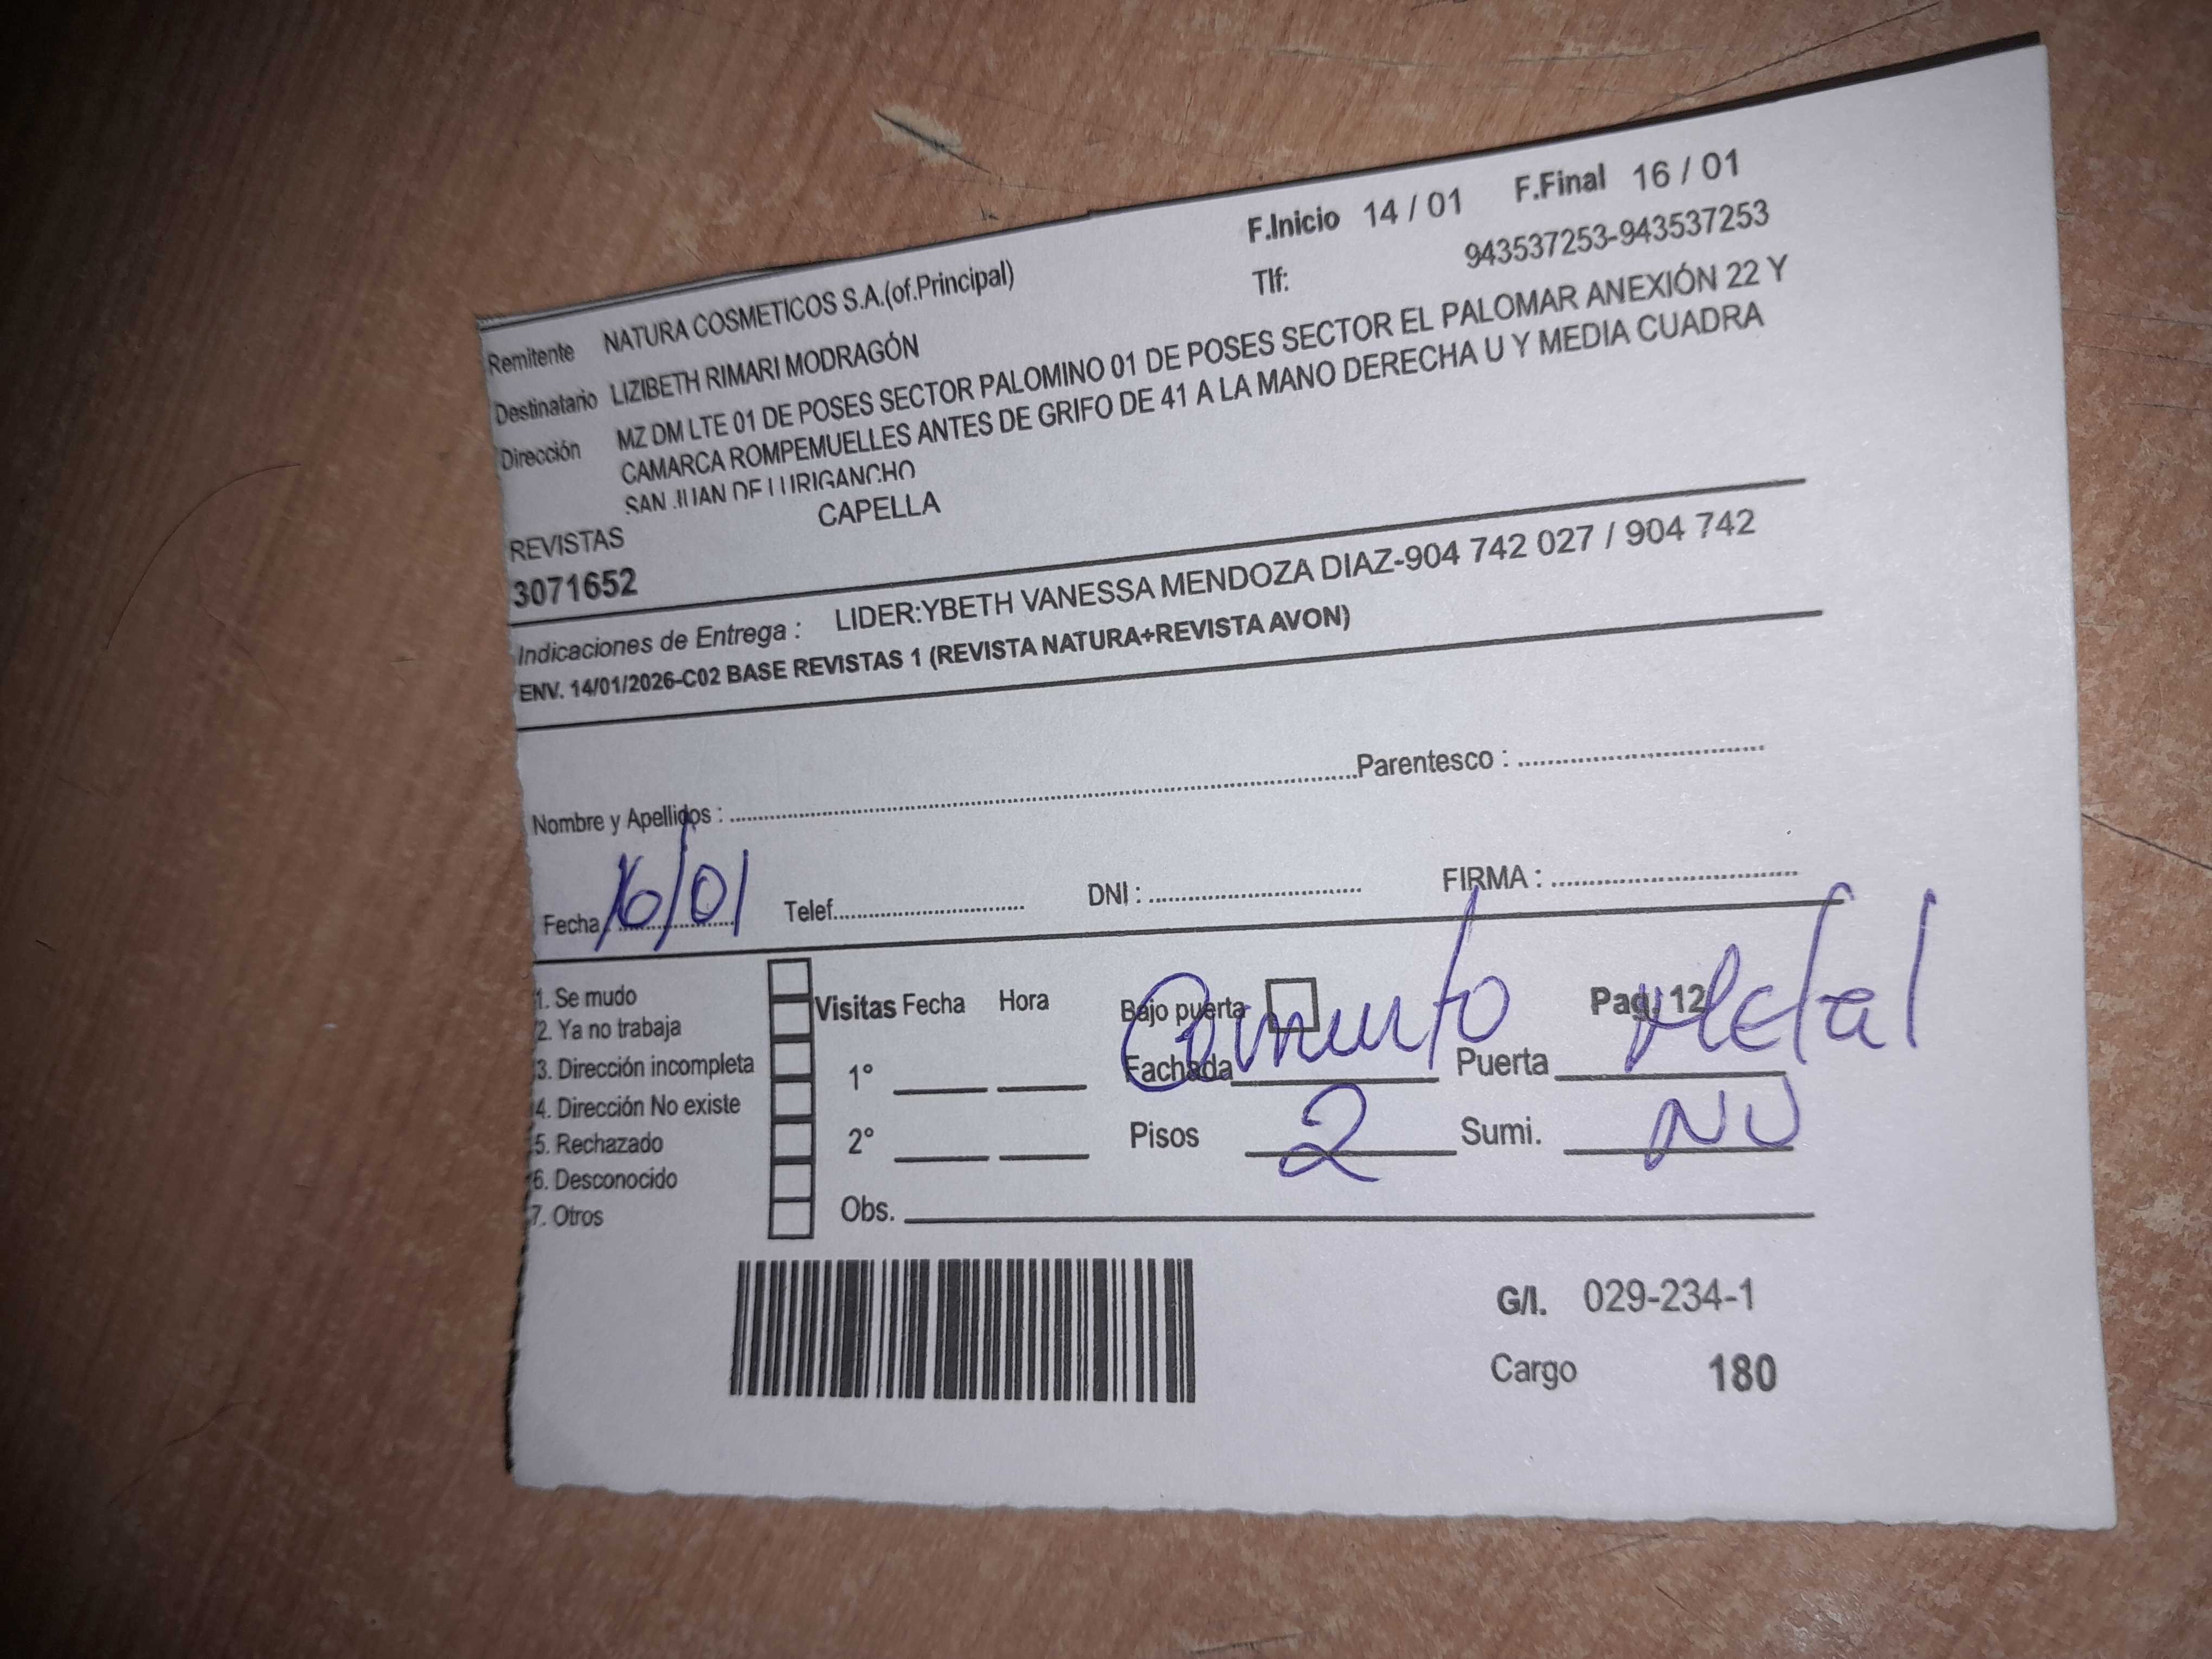 F.Inicio 14 / 01 F.Final 16 / 01
Remitente NATURA COSMETICOS S.A.(of.Principal) Tlf: 943537253-943537253
Destinatario LIZIBETH RIMARI MODRAGÓN
Dirección MZ DM LTE 01 DE POSES SECTOR PALOMINO 01 DE POSES SECTOR EL PALOMAR ANEXIÓN 22 Y
CAMARCA ROMPEMUELLES ANTES DE GRIFO DE 41 A LA MANO DERECHA U Y MEDIA CUADRA
SAN JUAN DE LURIGANCHO
REVISTAS CAPELLA
3071652
Indicaciones de Entrega : LIDER:YBETH VANESSA MENDOZA DIAZ-904 742 027 / 904 742
ENV. 14/01/2026-C02 BASE REVISTAS 1 (REVISTA NATURA+REVISTA AVON)
Nombre y Apellidos : Parentesco :
Fecha 16/01 Telef. DNI : FIRMA :
1. Se mudo
2. Ya no trabaja
3. Dirección incompleta
4. Dirección No existe
5. Rechazado
6. Desconocido
7. Otros
Visitas Fecha Hora Bajo puerta Pag. 12
1° Fachada Cemento Puerta Metal
2° Pisos 2 Sumi. NO
Obs.
G/I. 029-234-1
Cargo 180